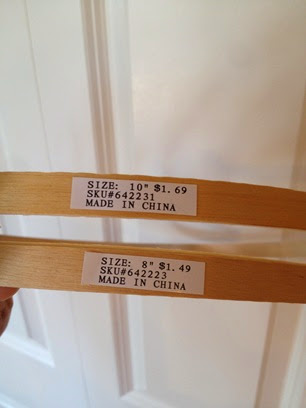 SIZE: 10" $1.69
SKU#642231
MADE IN CHINA
SIZE: 8" $1.49
SKU#642223
MADE IN CHINA